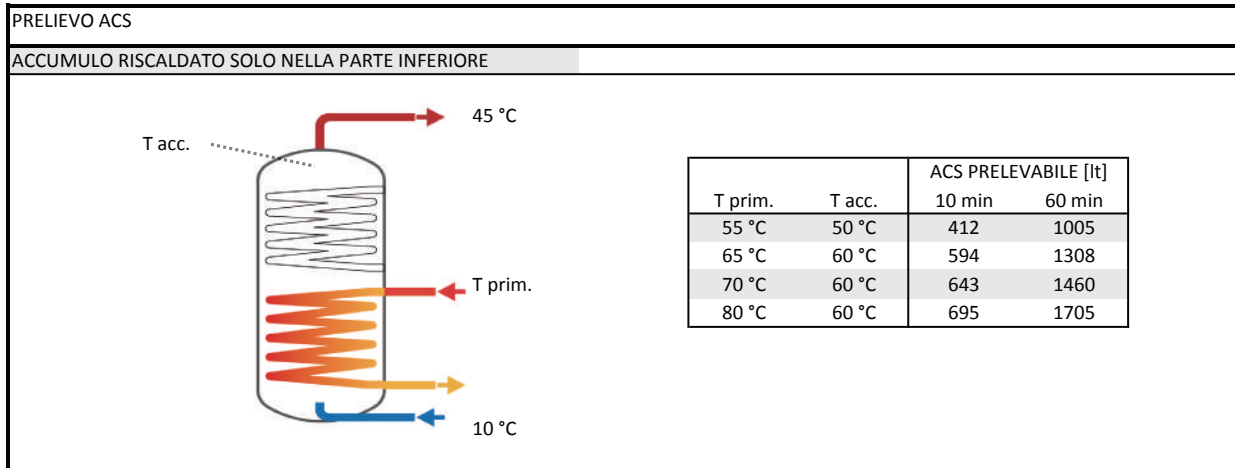 PRELIEVO ACS
ACCUMULO RISCALDATO SOLO NELLA PARTE INFERIORE
45 °C
T acc.
T prim.
10 °C
ACS PRELEVABILE [lt]
T prim. T acc. 10 min 60 min
55 °C 50 °C 412 1005
65 °C 60 °C 594 1308
70 °C 60 °C 643 1460
80 °C 60 °C 695 1705